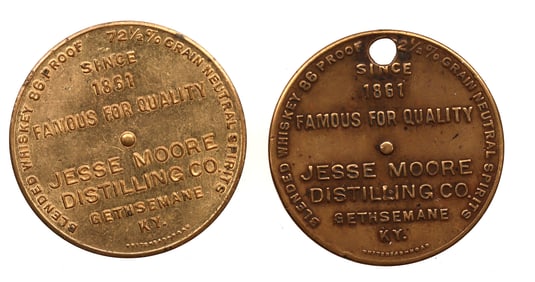 BLENDED WHISKEY 86 PROOF 72½% GRAIN NEUTRAL SPIRITS
SINCE
1861
FAMOUS FOR QUALITY
JESSE MOORE
DISTILLING CO.
GETHSEMANE
KY.
BLENDED WHISKEY 86 PROOF 2½% GRAIN NEUTRAL SPIRITS
SINCE
1861
FAMOUS FOR QUALITY
JESSE MOORE
DISTILLING CO.
GETHSEMANE
KY.